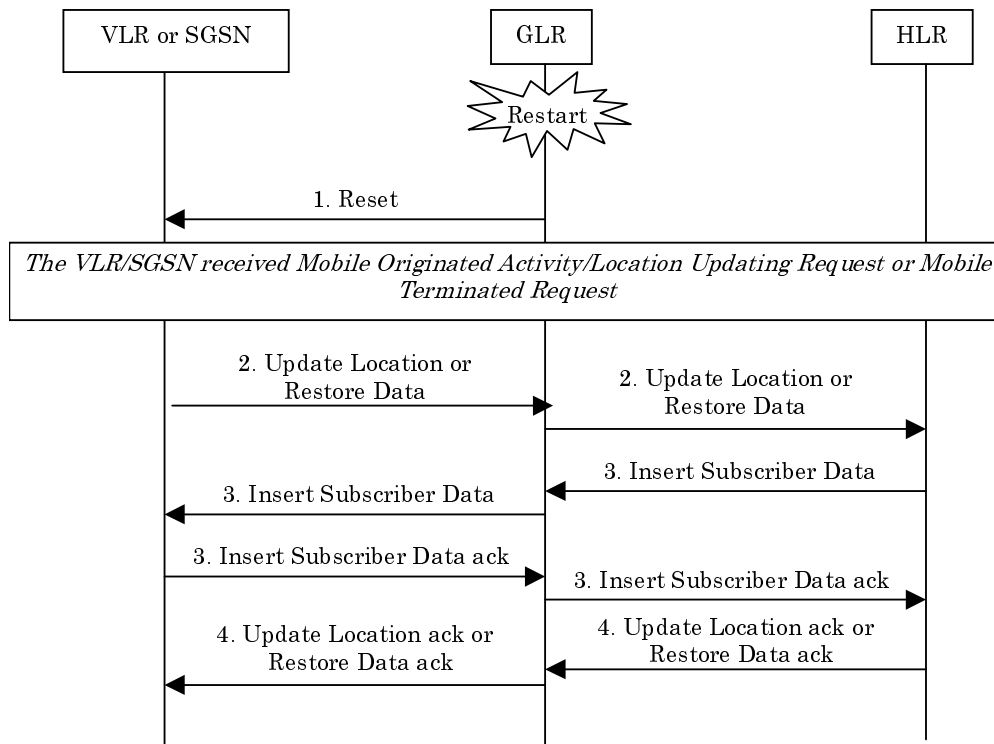 VLR or SGSN
GLR
HLR
Restart
1. Reset
The VLR/SGSN received Mobile Originated Activity/Location Updating Request or Mobile
Terminated Request
2. Update Location or
Restore Data
2. Update Location or
Restore Data
3. Insert Subscriber Data
3. Insert Subscriber Data
3. Insert Subscriber Data ack
3. Insert Subscriber Data ack
4. Update Location ack or
Restore Data ack
4. Update Location ack or
Restore Data ack